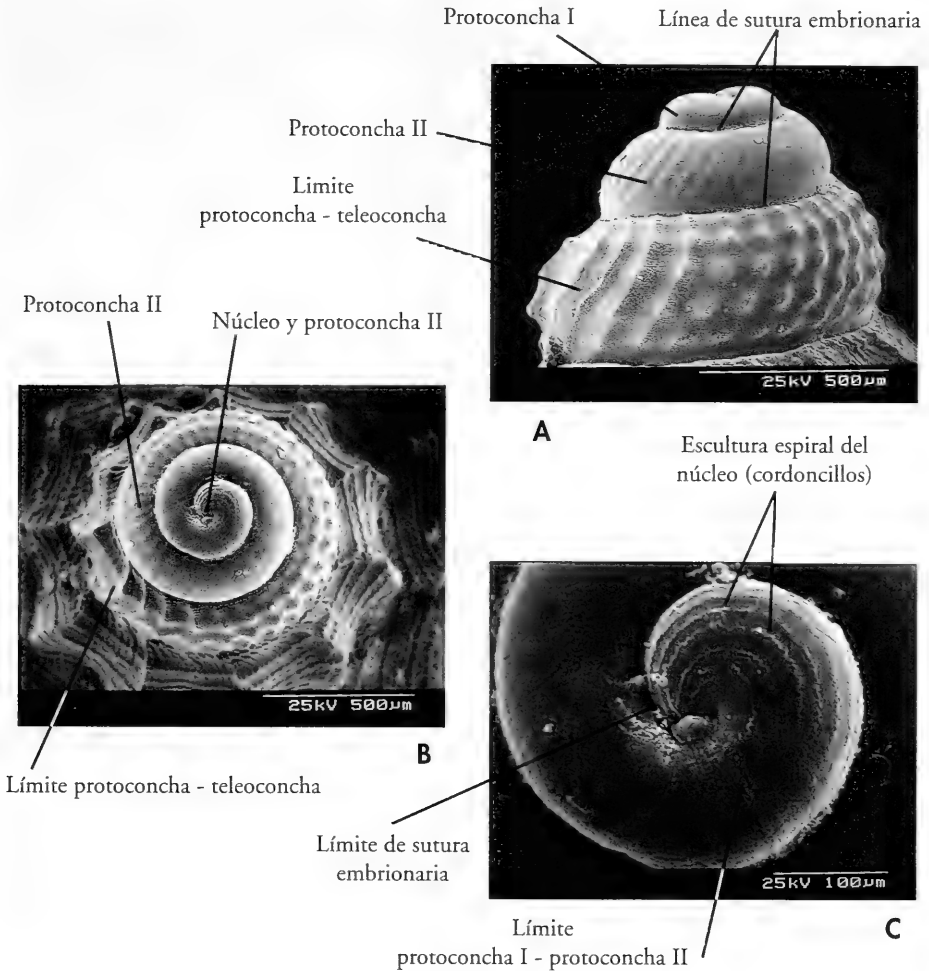 Protoconcha I
Línea de sutura embrionaria
Protoconcha II
Limite
protoconcha - teleoconcha
25kV 500µm
A
Protoconcha II
Núcleo y protoconcha II
25kV 500µm
B
Límite protoconcha - teleoconcha
Escultura espiral del
núcleo (cordoncillos)
25kV 100µm
C
Límite de sutura
embrionaria
Límite
protoconcha I - protoconcha II